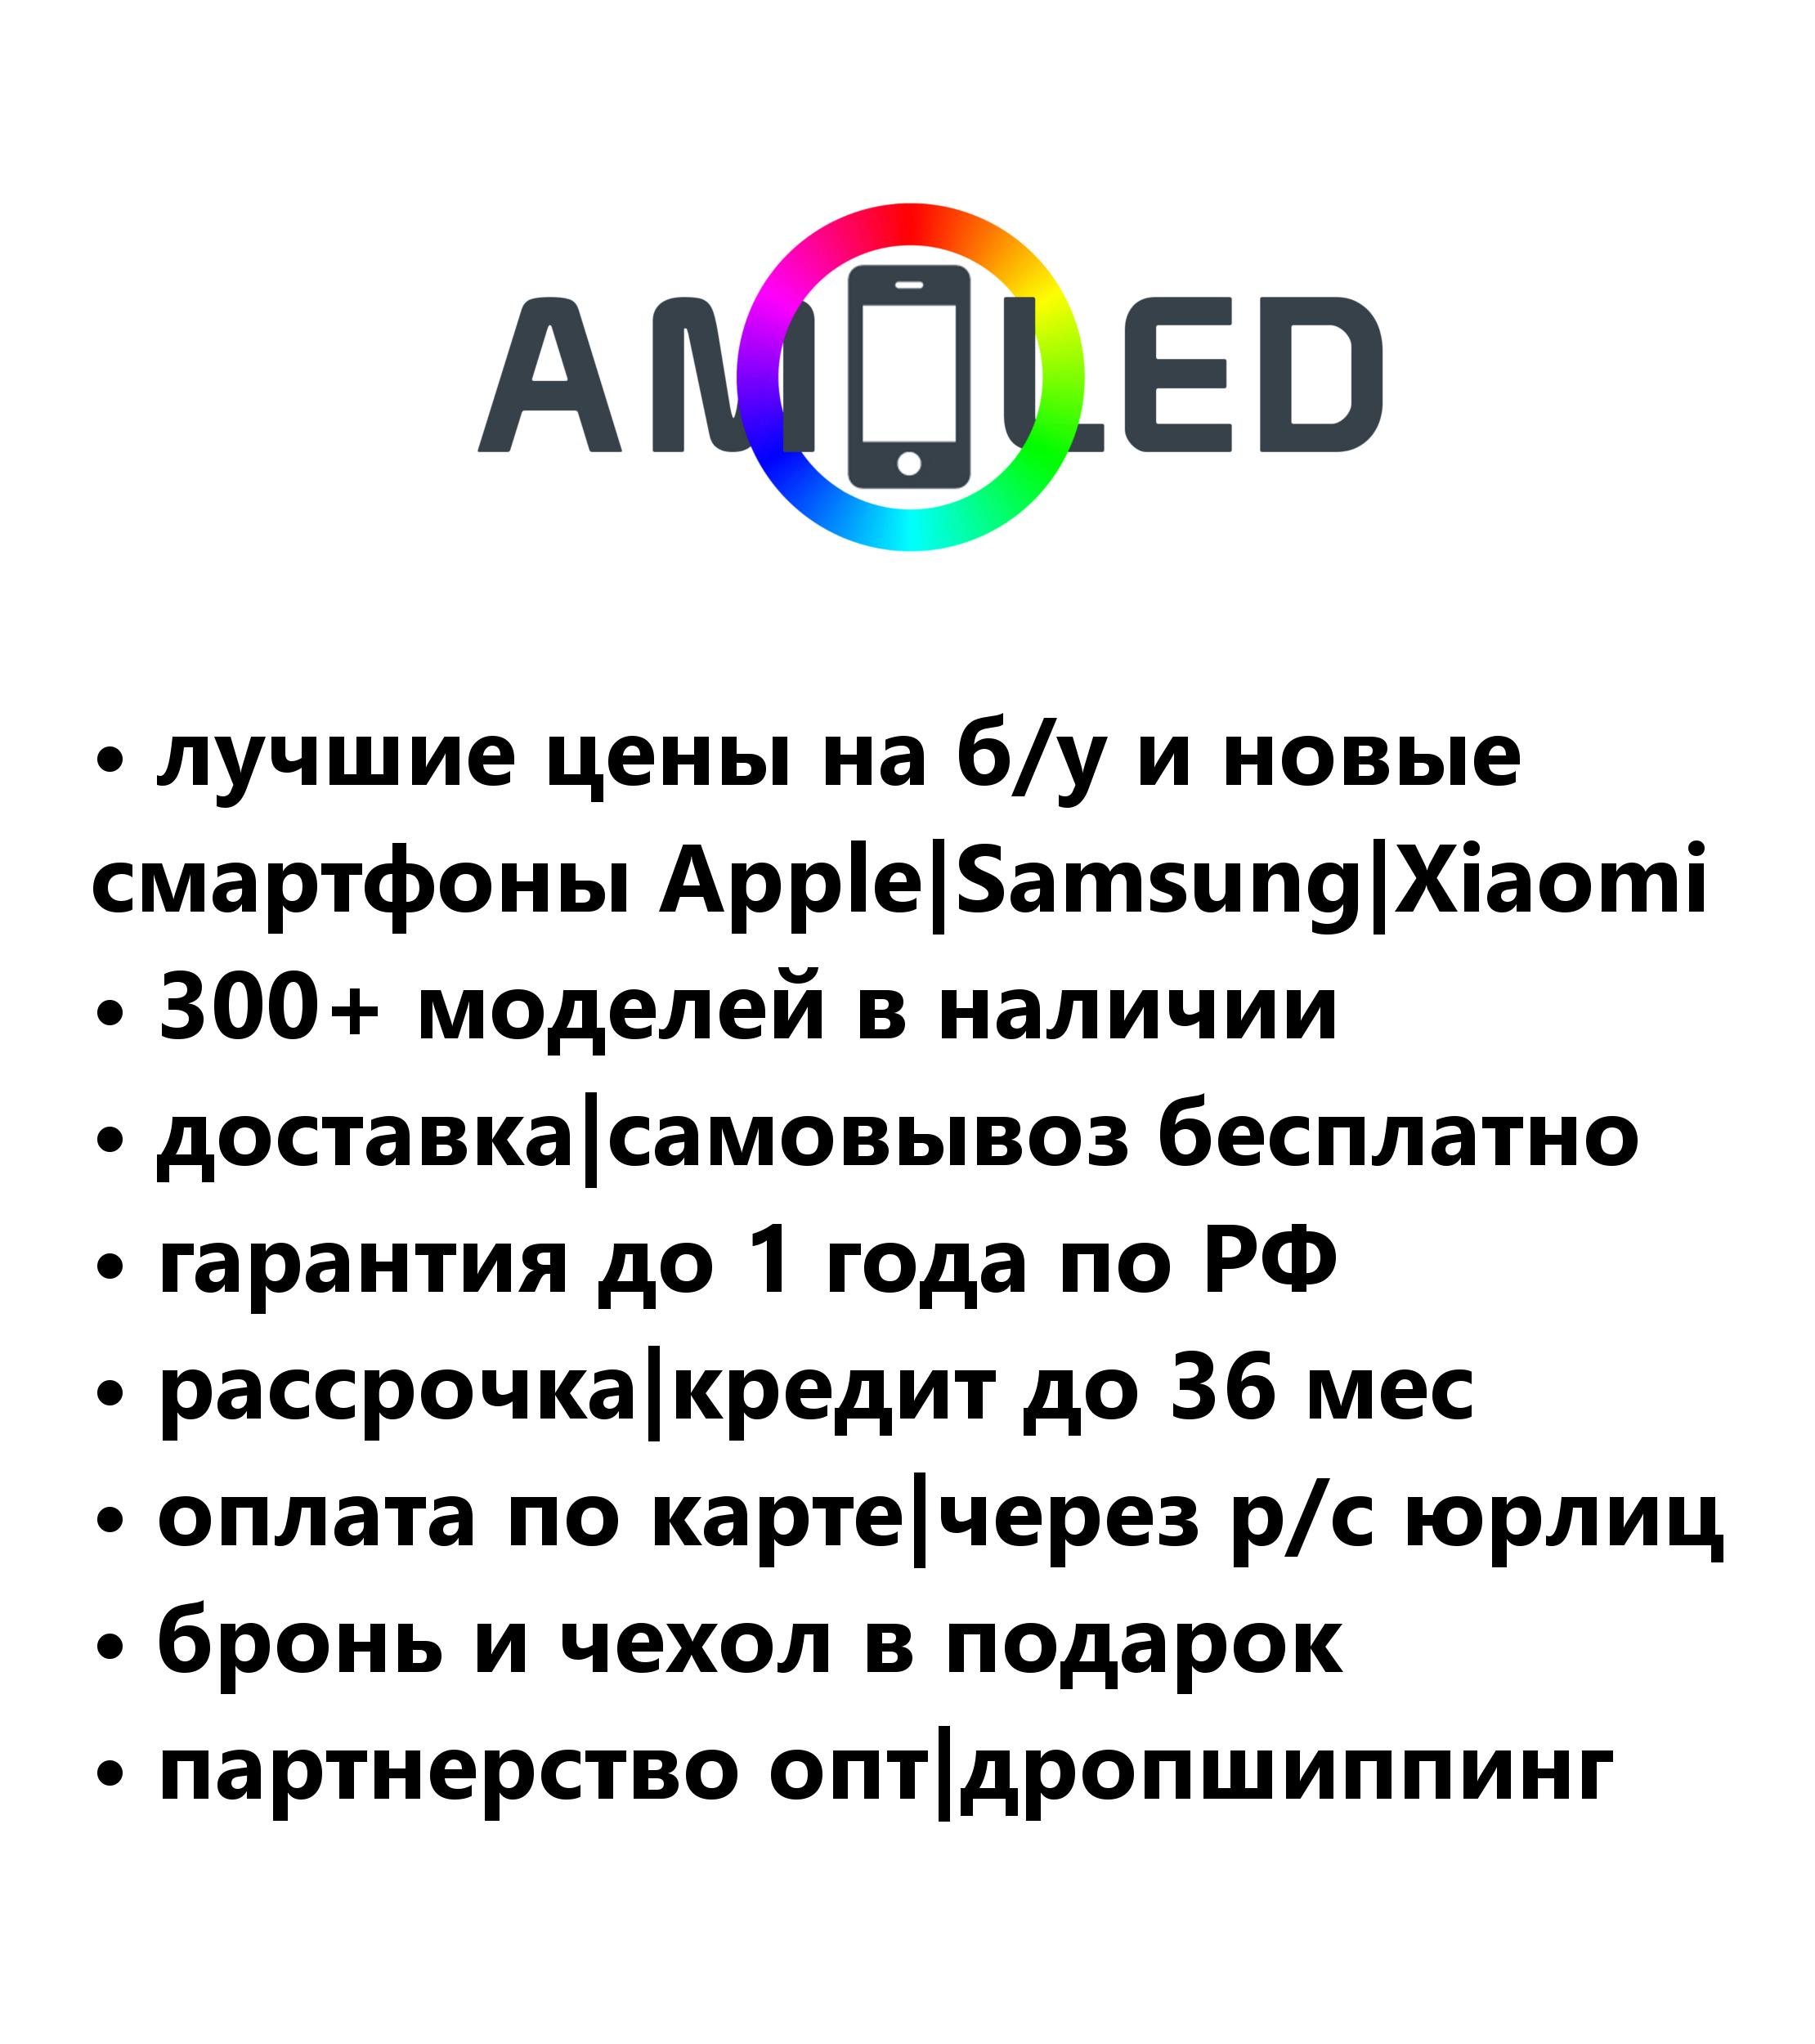 AMOLED
• лучшие цены на б/у и новые
смартфоны Apple|Samsung|Xiaomi
• 300+ моделей в наличии
• доставка|самовывоз бесплатно
• гарантия до 1 года по РФ
• рассрочка|кредит до 36 мес
• оплата по карте|через р/с юрлиц
• бронь и чехол в подарок
• партнерство опт|дропшиппинг